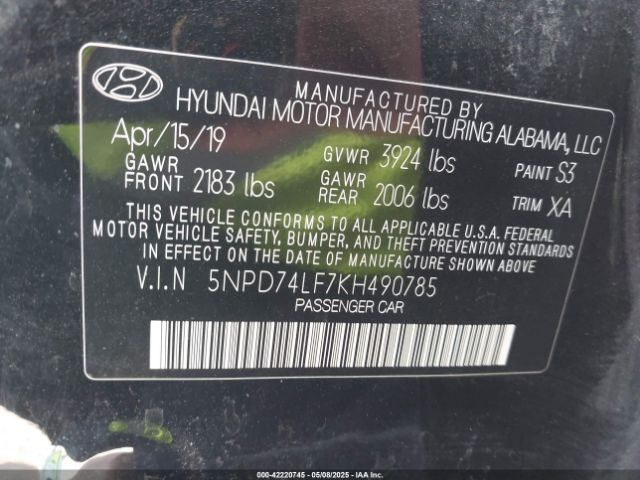 MANUFACTURED BY
HYUNDAI MOTOR MANUFACTURING ALABAMA, LLC
Apr/15/19 GVWR 3924 lbs PAINT S3
GAWR FRONT 2183 lbs GAWR REAR 2006 lbs TRIM XA
THIS VEHICLE CONFORMS TO ALL APPLICABLE U.S.A. FEDERAL
MOTOR VEHICLE SAFETY, BUMPER, AND THEFT PREVENTION STANDARDS
IN EFFECT ON THE DATE OF MANUFACTURE SHOWN ABOVE
V.I.N 5NPD74LF7KH490785
PASSENGER CAR
000-42220745 - 05/08/2025 - IAA Inc.